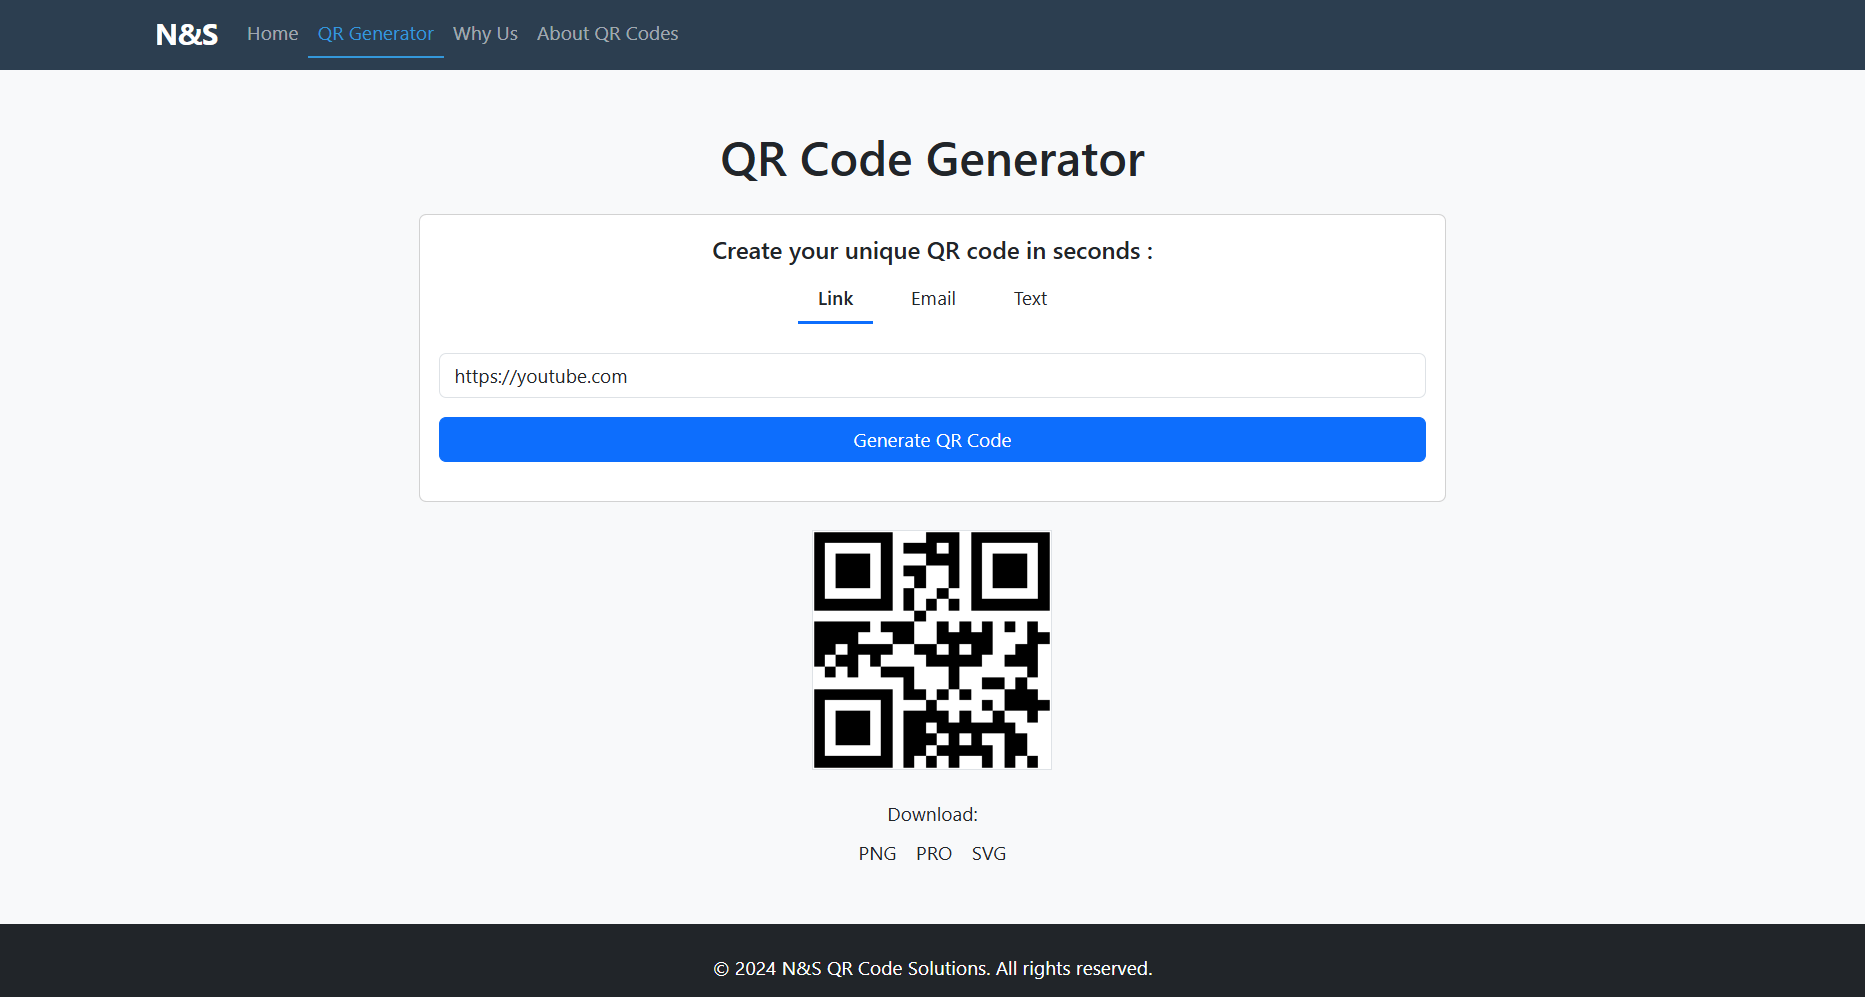 N&S Home QR Generator Why Us About QR Codes
QR Code Generator
Create your unique QR code in seconds :
Link Email Text
https://youtube.com
Generate QR Code
Download:
PNG PRO SVG
© 2024 N&S QR Code Solutions. All rights reserved.